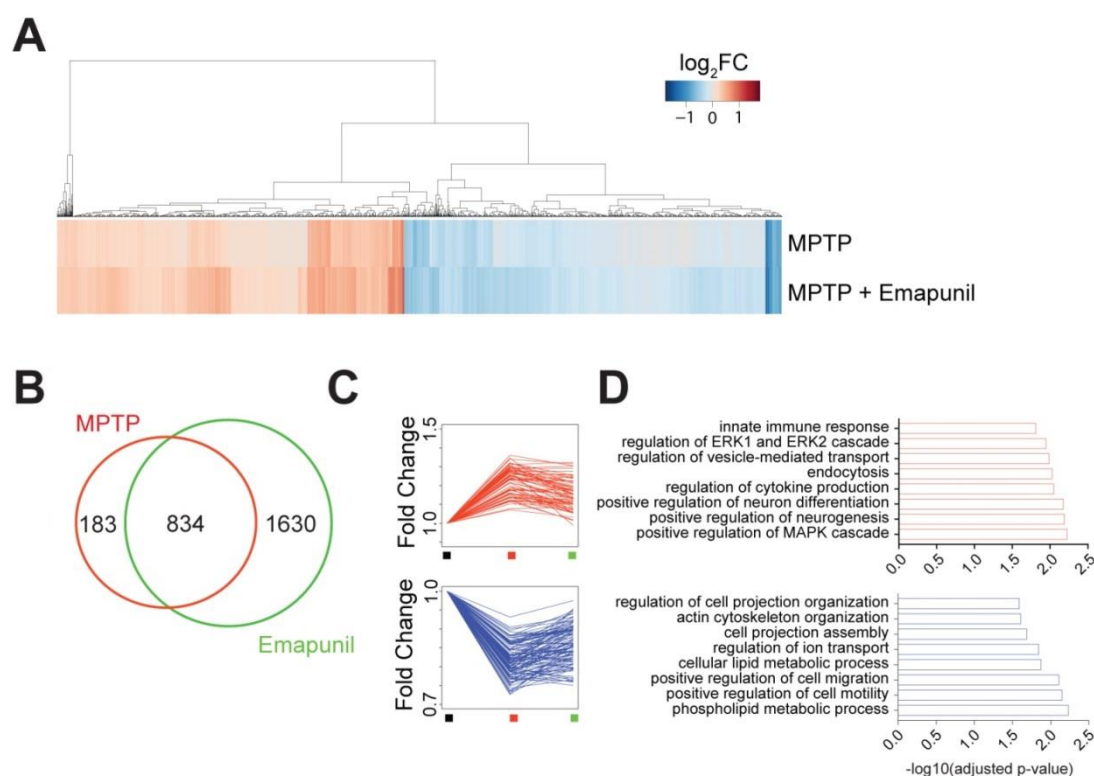 A
log2FC
−1 0 1
MPTP
MPTP + Emapunil
B
MPTP
183 834 1630
Emapunil
C
Fold Change
1.5
1.0
Fold Change
1.0
0.7
D
innate immune response
regulation of ERK1 and ERK2 cascade
regulation of vesicle-mediated transport
endocytosis
regulation of cytokine production
positive regulation of neuron differentiation
positive regulation of neurogenesis
positive regulation of MAPK cascade
0.0 0.5 1.0 1.5 2.0 2.5
regulation of cell projection organization
actin cytoskeleton organization
cell projection assembly
regulation of ion transport
cellular lipid metabolic process
positive regulation of cell migration
positive regulation of cell motility
phospholipid metabolic process
0.0 0.5 1.0 1.5 2.0 2.5
-log10(adjusted p-value)